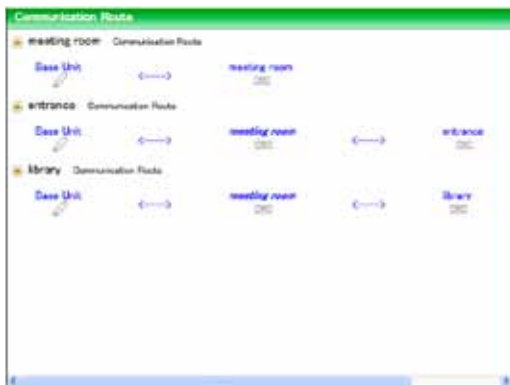 Communication Route
meeting room Communication Route
Base Unit <----> meeting room
entrance Communication Route
Base Unit <----> meeting room <----> entrance
library Communication Route
Base Unit <----> meeting room <----> library